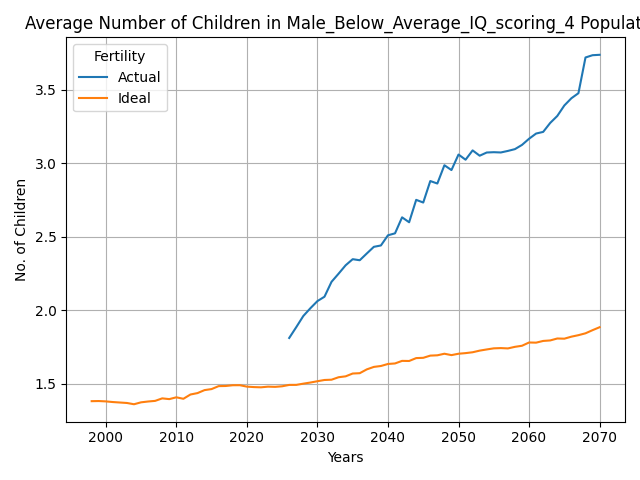 Average Number of Children in Male_Below_Average_IQ_scoring_4 Populat
Fertility
Actual
Ideal
No. of Children
3.5
3.0
2.5
2.0
1.5
2000 2010 2020 2030 2040 2050 2060 2070
Years